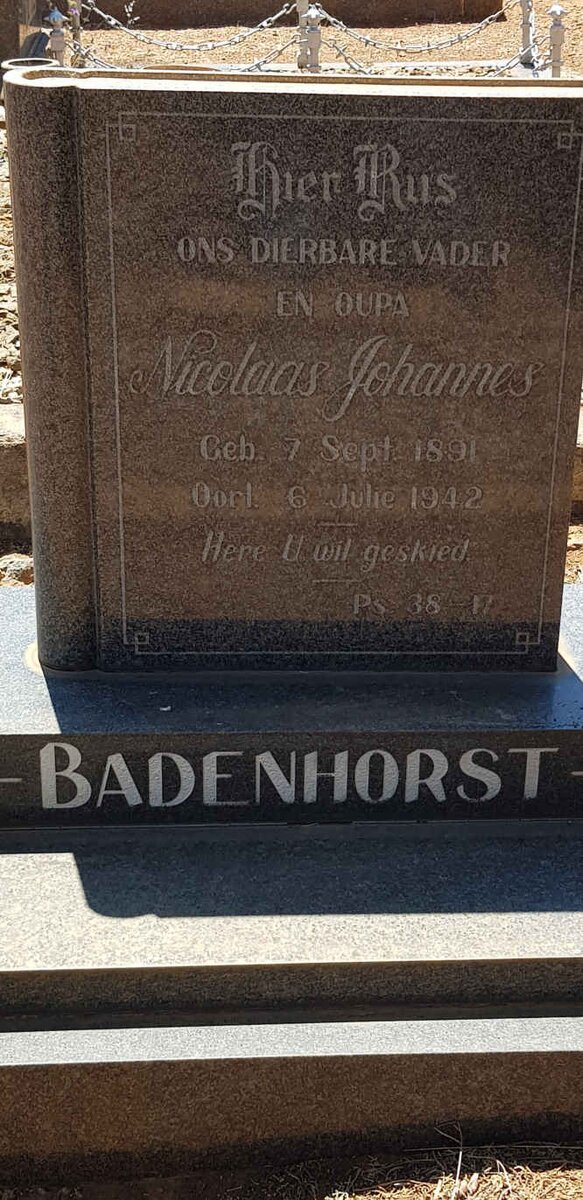 Hier Rus
ONS DIERBARE VADER
EN OUPA
Nicolaas Johannes
Geb. 7 Sept. 1891
Oorl. 6 Julie 1942
Here U wil geskied.
Ps. 38-17
-BADENHORST-